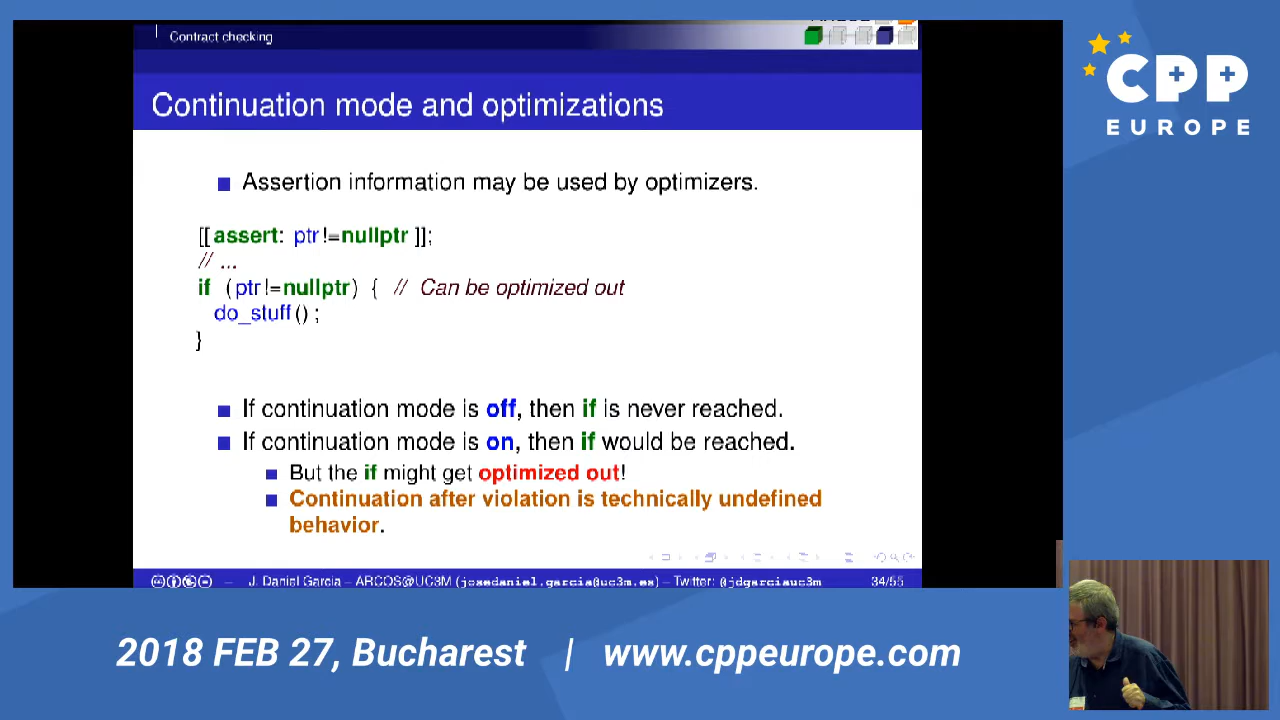 Contract checking
CPP
EUROPE
Continuation mode and optimizations
Assertion information may be used by optimizers.
[[assert: ptr!=nullptr ]];
// ...
if (ptr!=nullptr) { // Can be optimized out
do_stuff();
}
If continuation mode is off, then if is never reached.
If continuation mode is on, then if would be reached.
But the if might get optimized out!
Continuation after violation is technically undefined
behavior.
J. Daniel Garcia – ARCOS@UC3M (josedaniel.garcia@uc3m.es) – Twitter: @jdgarciauc3m 34/55
2018 FEB 27, Bucharest | www.cppeurope.com